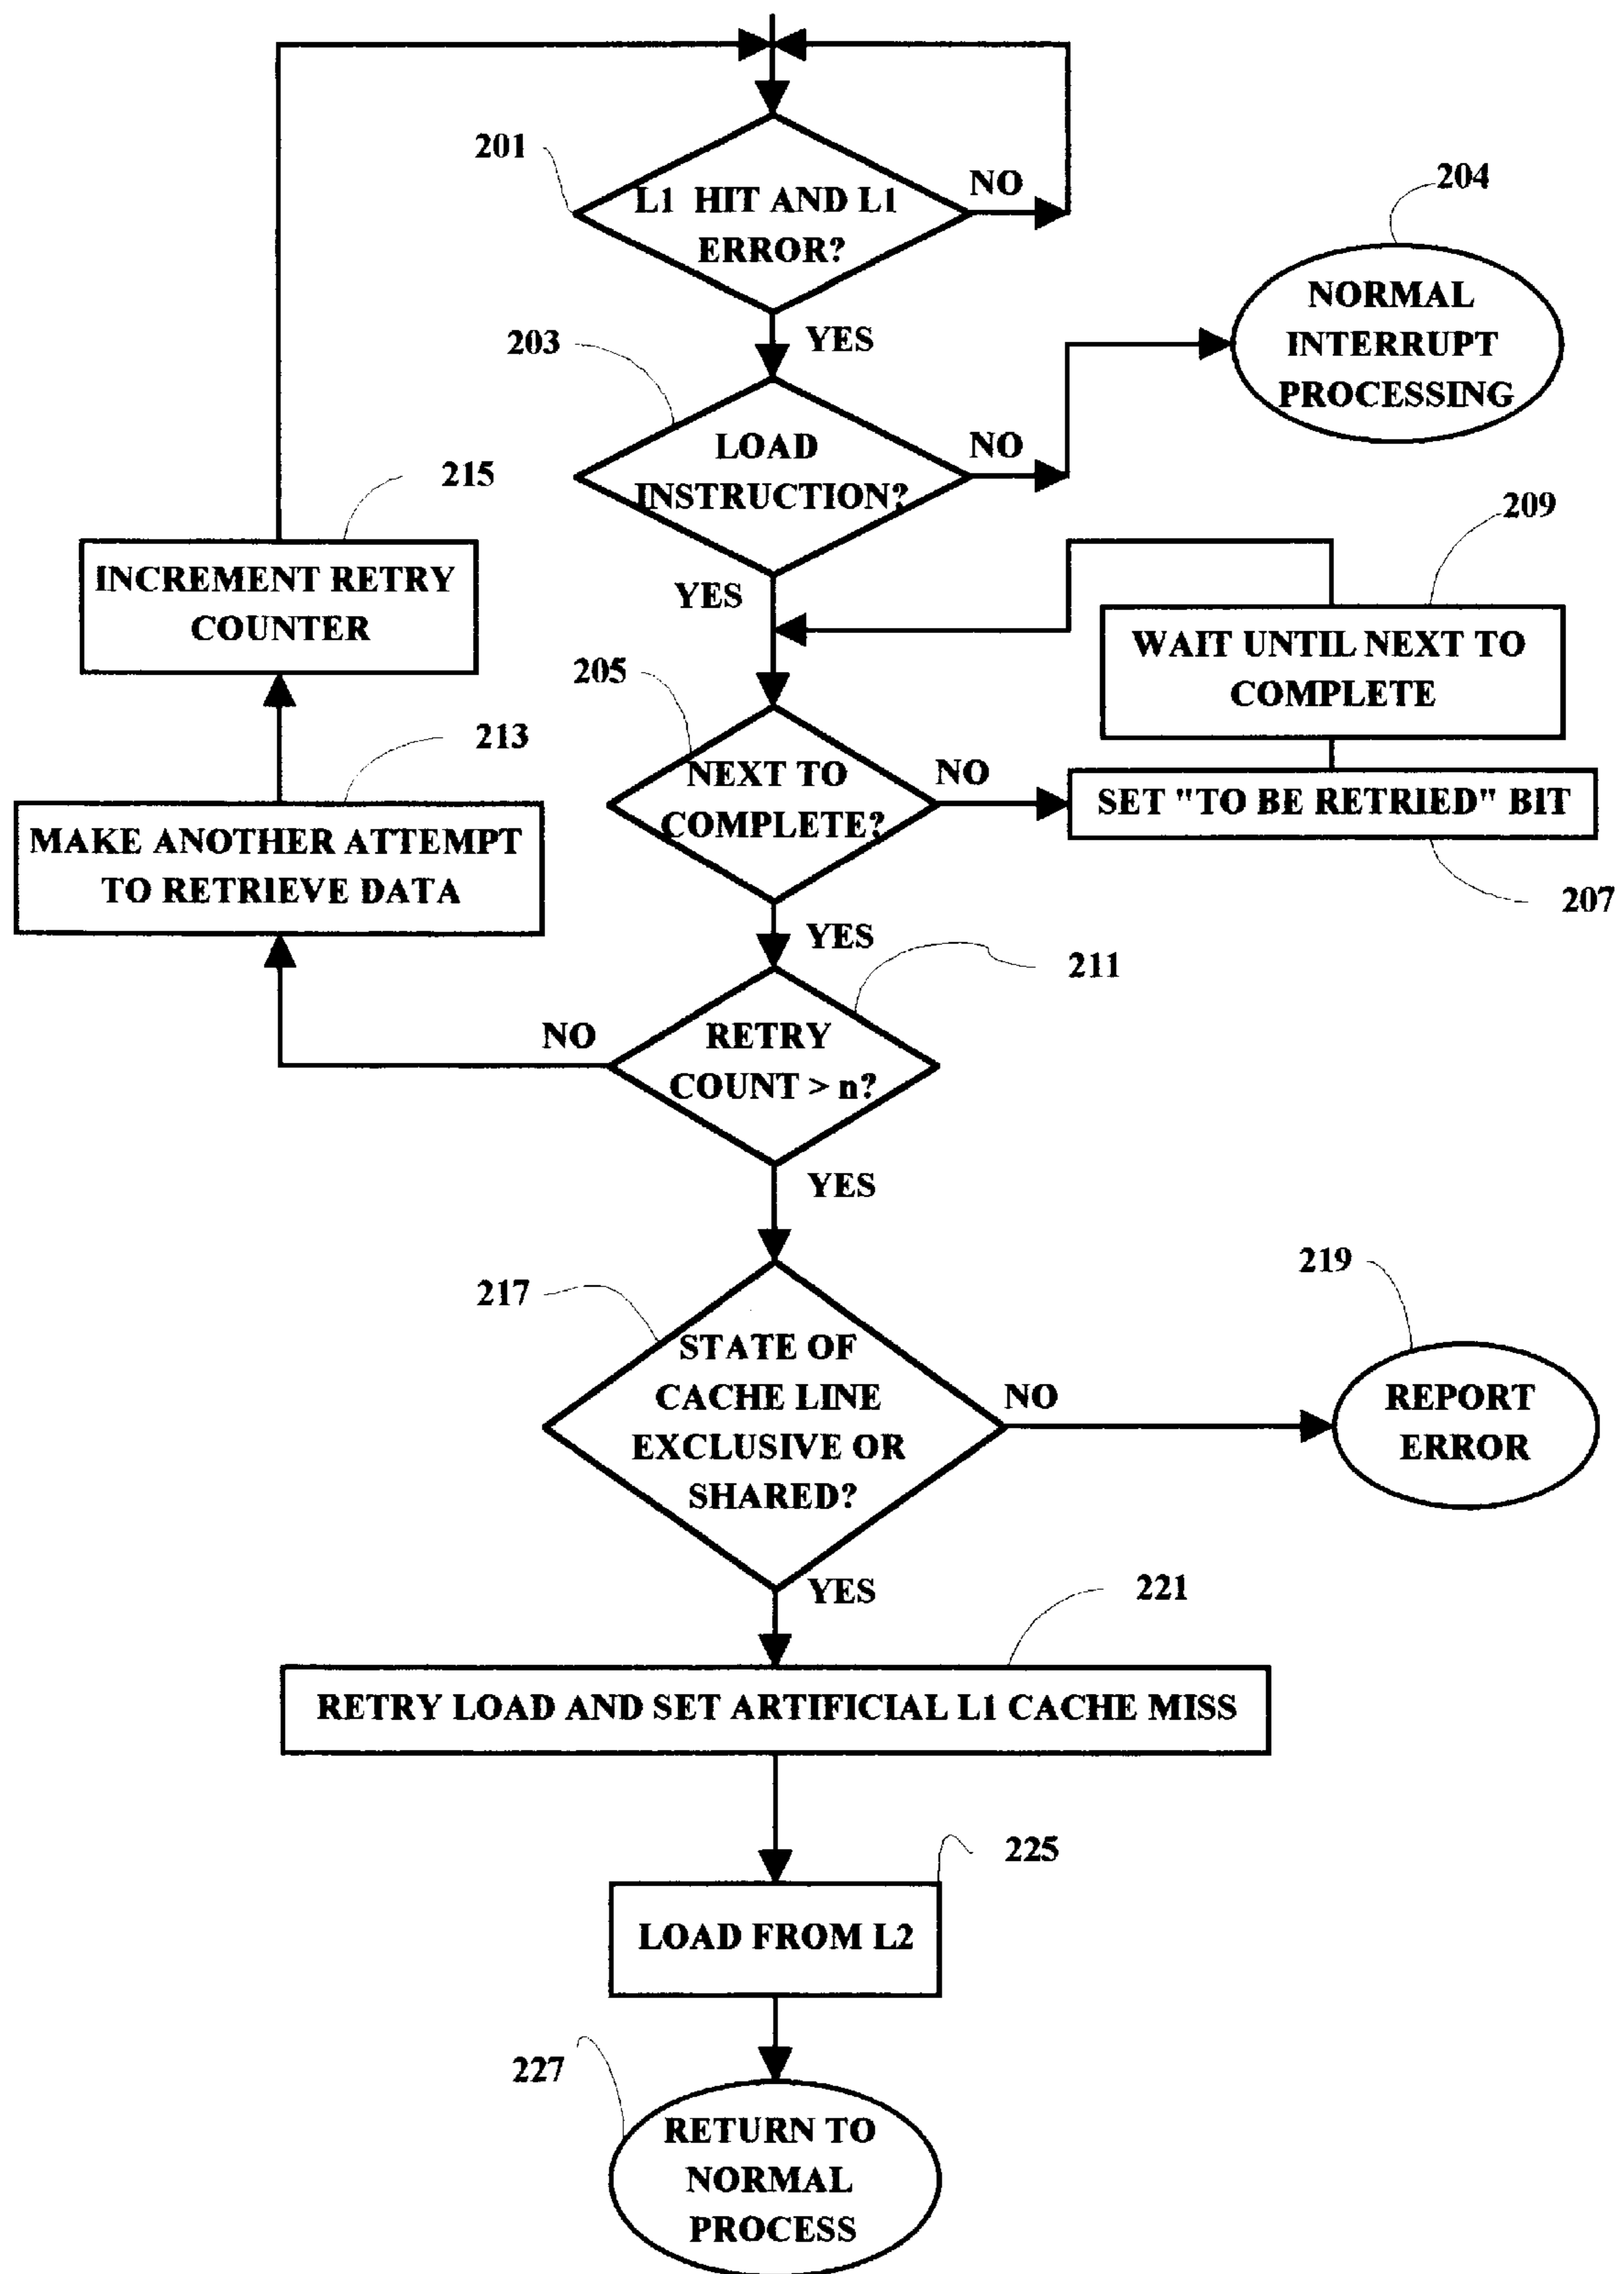 201
L1 HIT AND L1
ERROR?
NO
YES
204
NORMAL
INTERRUPT
PROCESSING
203
LOAD
INSTRUCTION?
NO
YES
215
INCREMENT RETRY
COUNTER
209
WAIT UNTIL NEXT TO
COMPLETE
205
NEXT TO
COMPLETE?
NO
YES
SET "TO BE RETRIED" BIT
207
213
MAKE ANOTHER ATTEMPT
TO RETRIEVE DATA
211
RETRY
COUNT > n?
NO
YES
217
STATE OF
CACHE LINE
EXCLUSIVE OR
SHARED?
NO
YES
219
REPORT
ERROR
221
RETRY LOAD AND SET ARTIFICIAL L1 CACHE MISS
225
LOAD FROM L2
227
RETURN TO
NORMAL
PROCESS